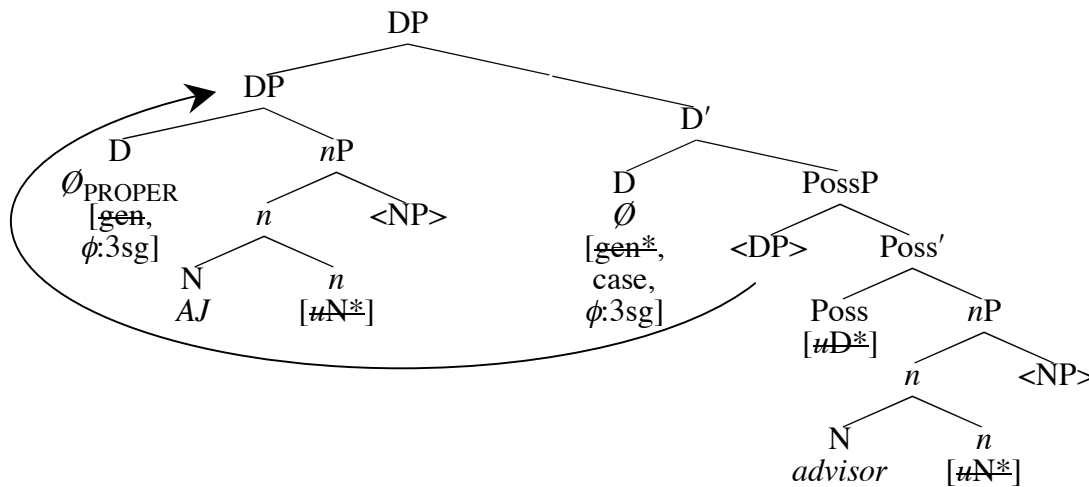 DP
DP
D′
D nP D PossP
ØPROPER Ø
[gen, n <NP> [gen*, <DP> Poss′
φ:3sg] case,
N n φ:3sg] Poss nP
AJ [uN*] [uD*]
n <NP>
N n
advisor [uN*]